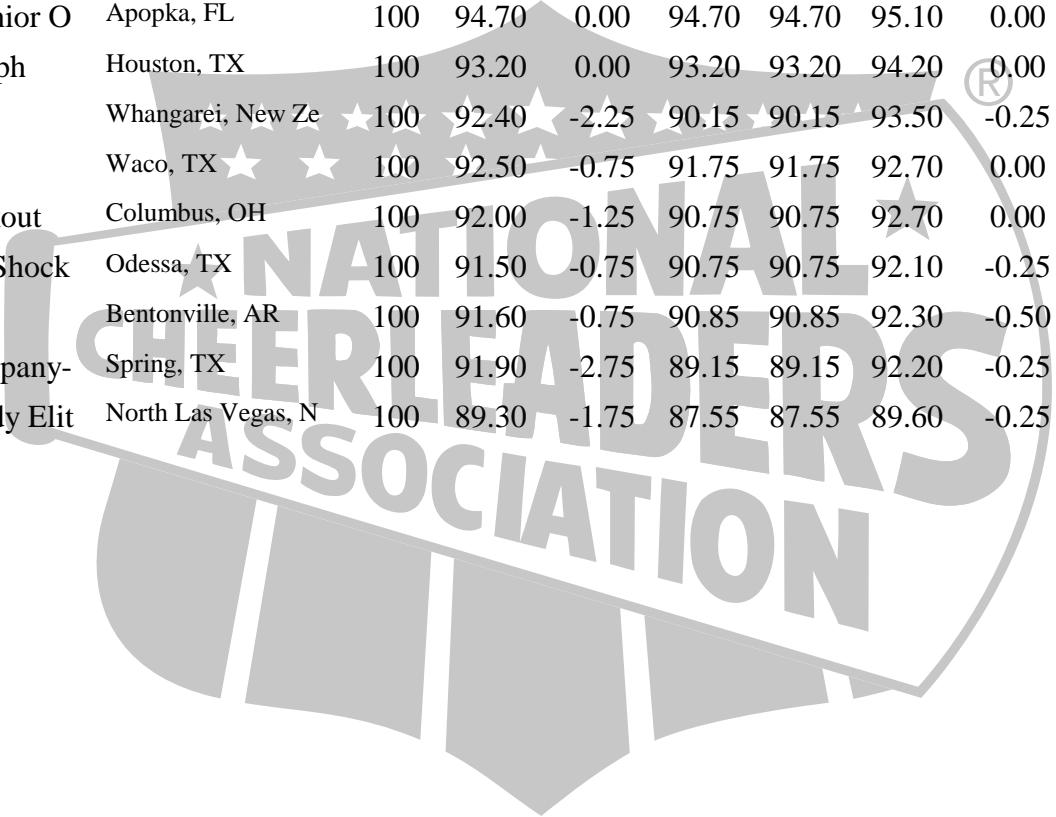 nior O Apopka, FL 100 94.70 0.00 94.70 94.70 95.10 0.00
ph Houston, TX 100 93.20 0.00 93.20 93.20 94.20 0.00
®
Whangarei, New Ze 100 92.40 -2.25 90.15 90.15 93.50 -0.25
Waco, TX 100 92.50 -0.75 91.75 91.75 92.70 0.00
out Columbus, OH 100 92.00 -1.25 90.75 90.75 92.70 0.00
Shock Odessa, TX 100 91.50 -0.75 90.75 90.75 92.10 -0.25
Bentonville, AR 100 91.60 -0.75 90.85 90.85 92.30 -0.50
pany- Spring, TX 100 91.90 -2.75 89.15 89.15 92.20 -0.25
dy Elit North Las Vegas, N 100 89.30 -1.75 87.55 87.55 89.60 -0.25
NATIONAL
CHEERLEADERS
ASSOCIATION